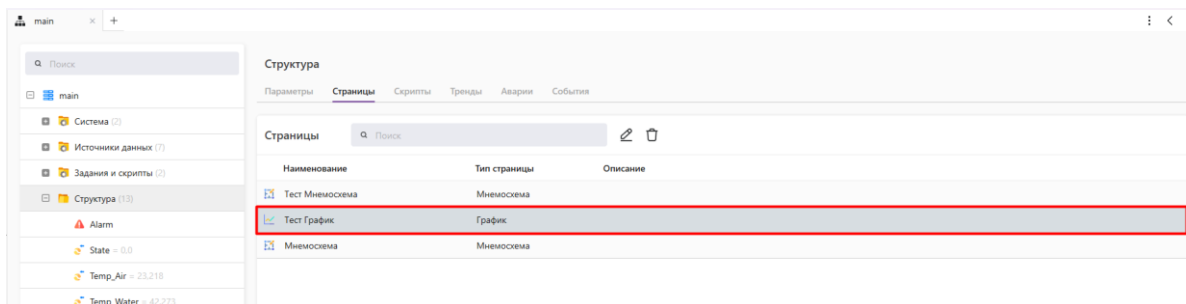 main × +
Поиск
main
Система (2)
Источники данных (7)
Задания и скрипты (2)
Структура (13)
Alarm
State = 0,0
Temp_Air = 23,218
Temp_Water = 42,273
Структура
Параметры Страницы Скрипты Тренды Аварии События
Страницы Поиск
Наименование Тип страницы Описание
Тест Мнемосхема Мнемосхема
Тест График График
Мнемосхема Мнемосхема